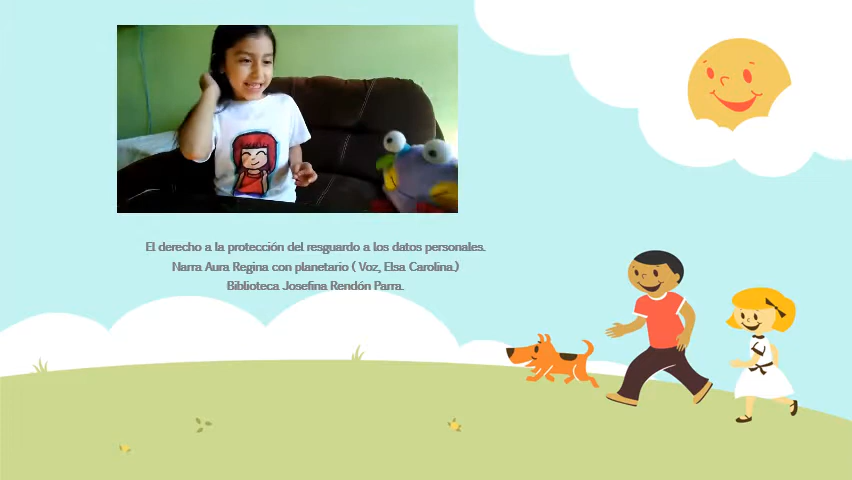 El derecho a la protección del resguardo a los datos personales.
Narra Aura Regina con planetario ( Voz, Elsa Carolina.)
Biblioteca Josefina Rendón Parra.